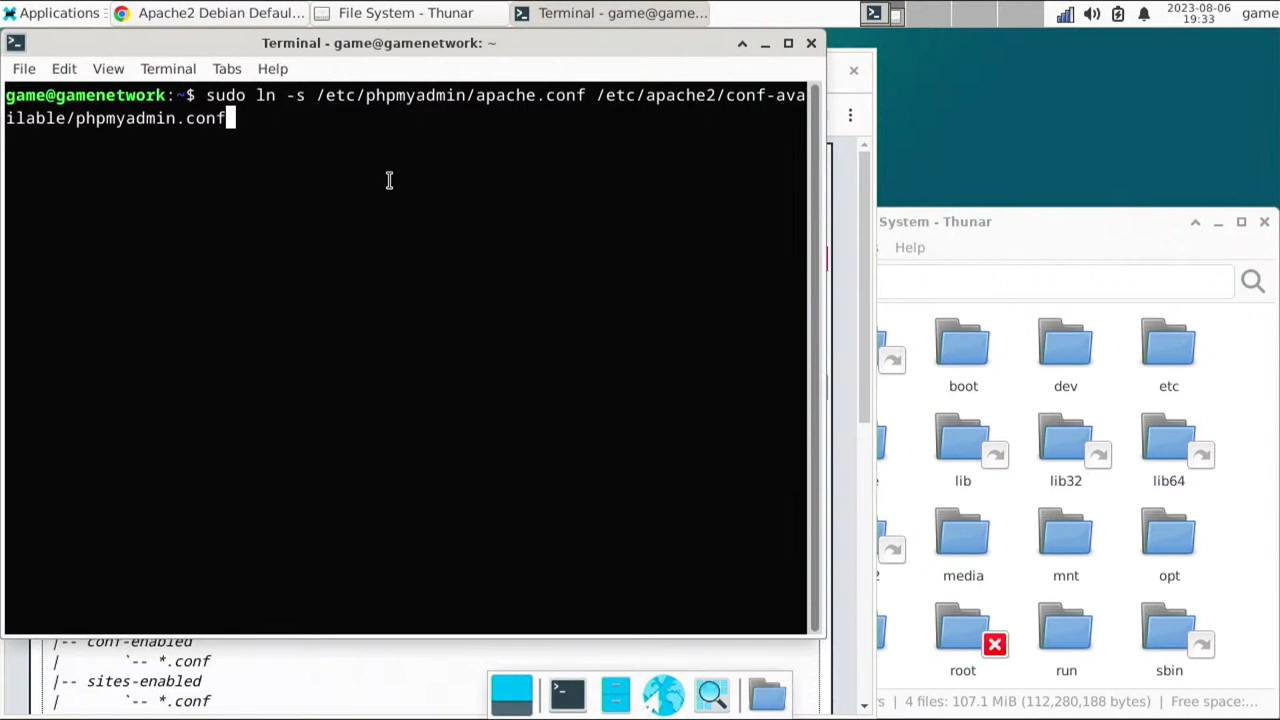 Applications
Apache2 Debian Defaul...
File System - Thunar
Terminal - game@game...
2023-08-06
19:33
game
Terminal - game@gamenetwork: ~
File Edit View Terminal Tabs Help
game@gamenetwork:~$ sudo ln -s /etc/phpmyadmin/apache.conf /etc/apache2/conf-ava
ilable/phpmyadmin.conf
System - Thunar
Help
boot
dev
etc
lib
lib32
lib64
media
mnt
opt
root
run
sbin
4 files: 107.1 MiB (112,280,188 bytes) | Free space:...
|-- conf-enabled
| `-- *.conf
|-- sites-enabled
| `-- *.conf